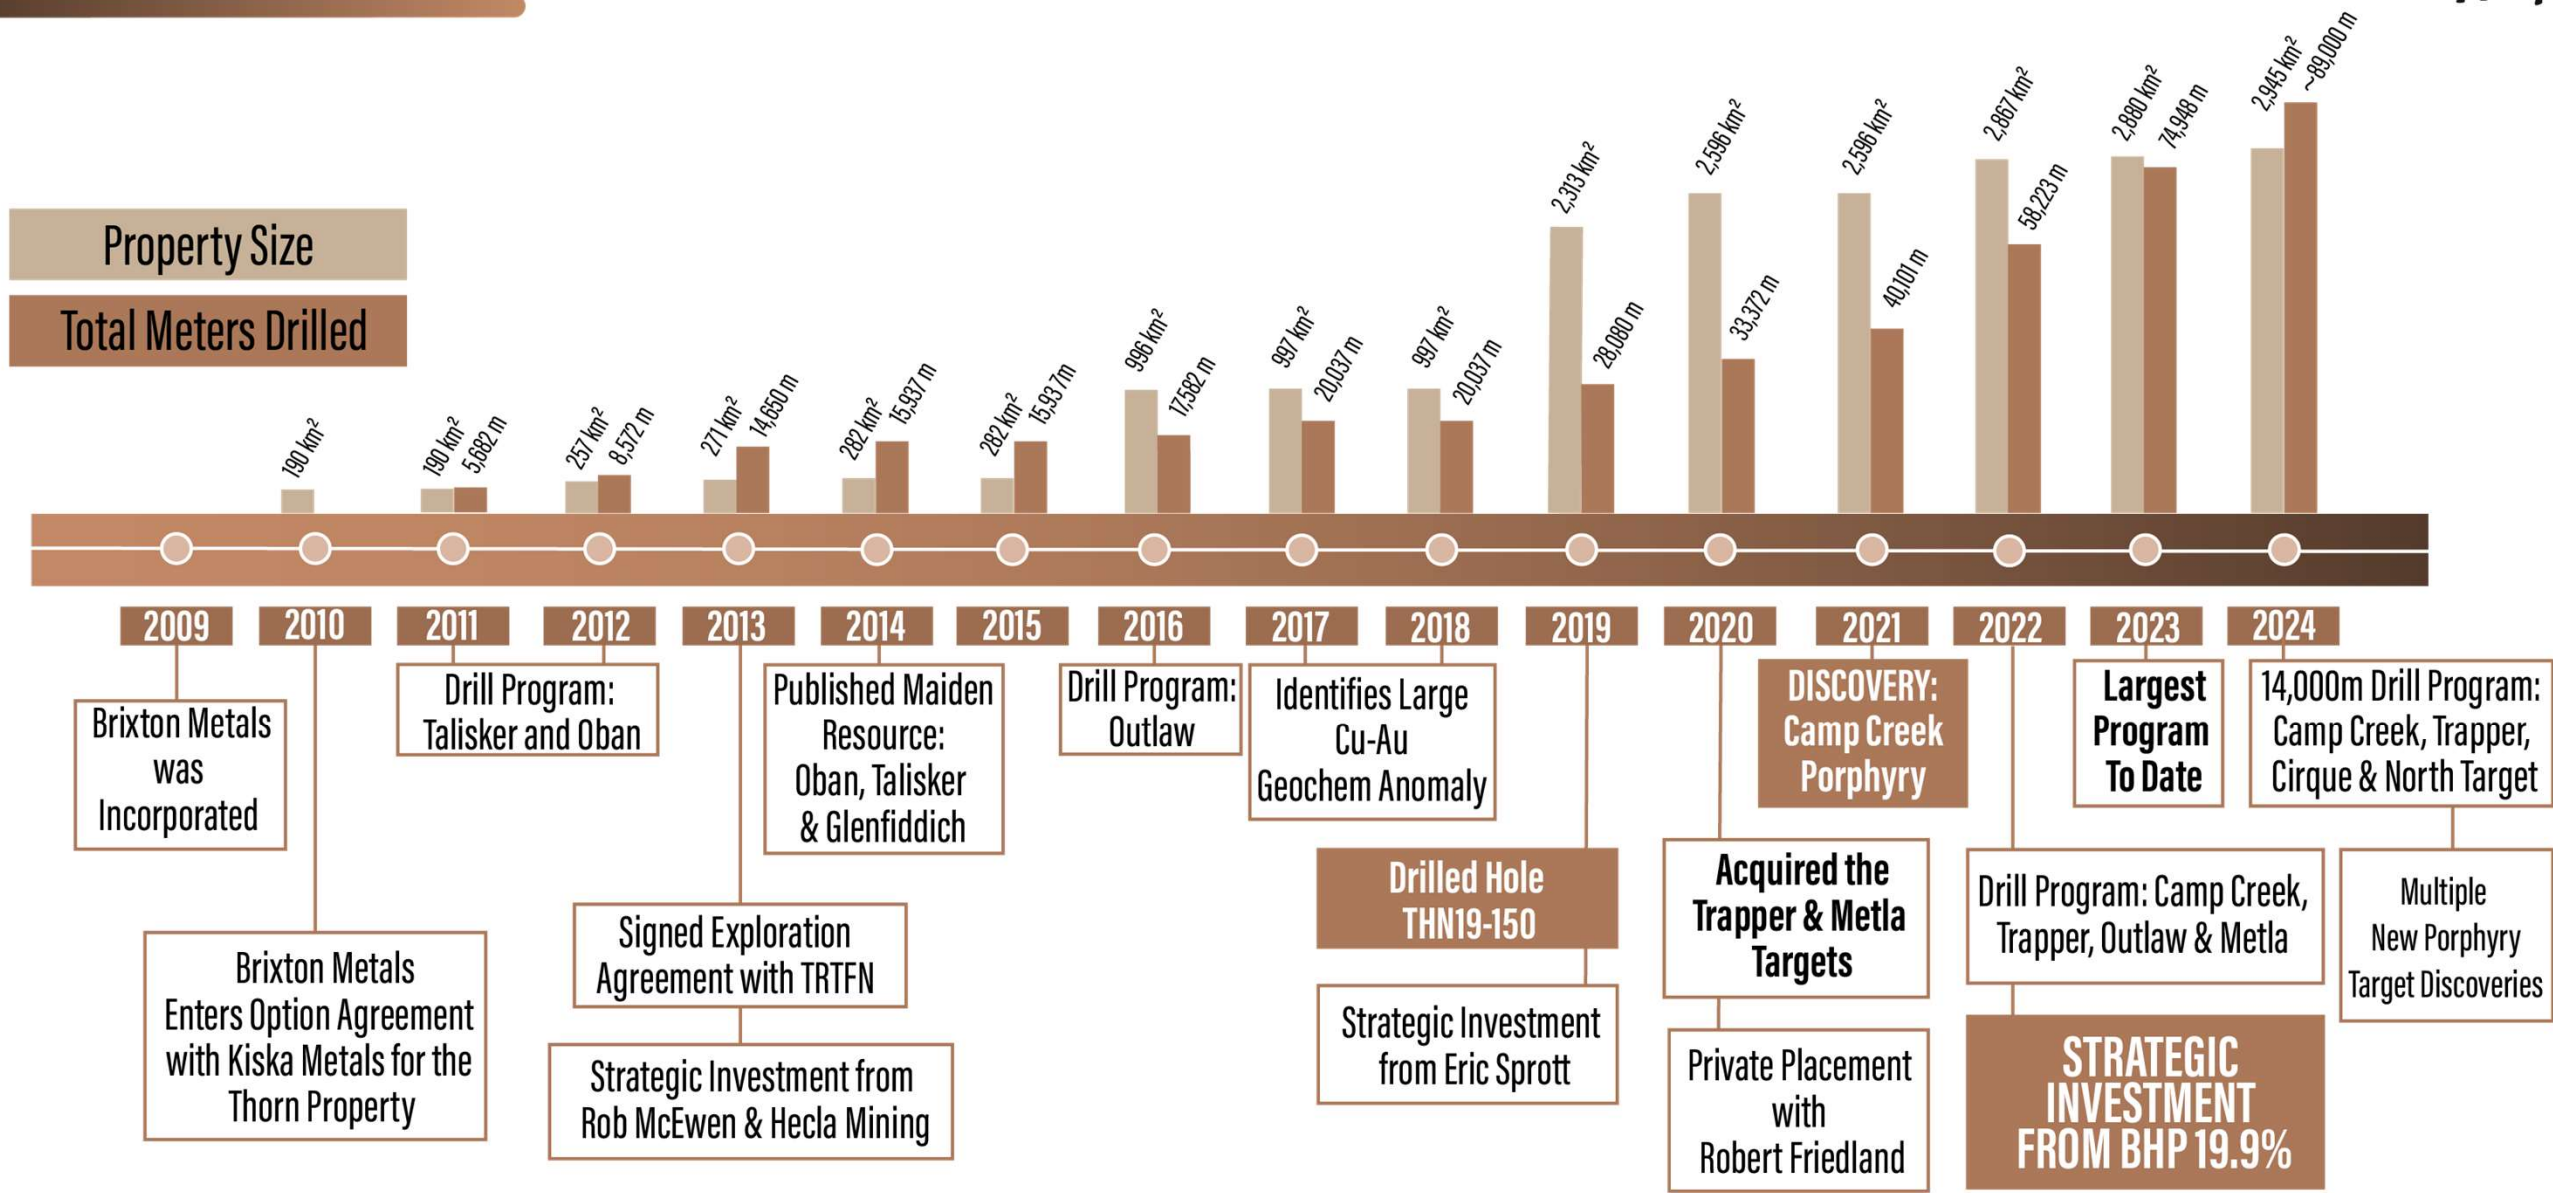 Property Size
Total Meters Drilled
190 km²
190 km²
5,682 m
257 km²
8,572 m
271 km²
14,650 m
282 km²
15,937 m
282 km²
15,937m
996 km²
17,582 m
997 km²
20,037 m
997 km²
20,037 m
2,313 km²
28,080 m
2,596 km²
33,372 m
2,596 km²
40,101 m
2,867 km²
58,223 m
2,880 km²
74,948 m
2,945 km²
~89,000 m
2009
2010
2011
2012
2013
2014
2015
2016
2017
2018
2019
2020
2021
2022
2023
2024
Brixton Metals
was
Incorporated
Brixton Metals
Enters Option Agreement
with Kiska Metals for the
Thorn Property
Drill Program:
Talisker and Oban
Signed Exploration
Agreement with TRTFN
Strategic Investment from
Rob McEwen & Hecla Mining
Published Maiden
Resource:
Oban, Talisker
& Glenfiddich
Drill Program:
Outlaw
Identifies Large
Cu-Au
Geochem Anomaly
Drilled Hole
THN19-150
Strategic Investment
from Eric Sprott
Acquired the
Trapper & Metla
Targets
Private Placement
with
Robert Friedland
DISCOVERY:
Camp Creek
Porphyry
Drill Program: Camp Creek,
Trapper, Outlaw & Metla
STRATEGIC
INVESTMENT
FROM BHP 19.9%
Largest
Program
To Date
14,000m Drill Program:
Camp Creek, Trapper,
Cirque & North Target
Multiple
New Porphyry
Target Discoveries